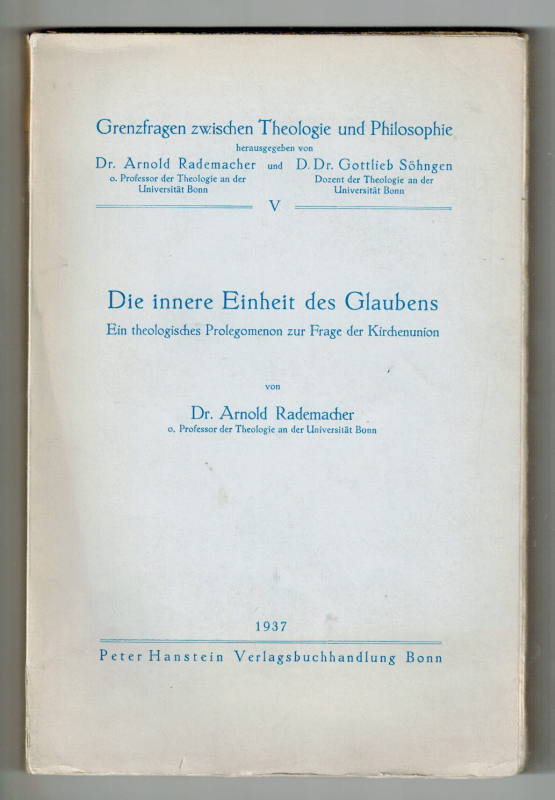 Grenzfragen zwischen Theologie und Philosophie
herausgegeben von
Dr. Arnold Rademacher und D. Dr. Gottlieb Söhngen
o. Professor der Theologie an der Dozent der Theologie an der
Universität Bonn Universität Bonn
V
Die innere Einheit des Glaubens
Ein theologisches Prolegomenon zur Frage der Kirchenunion
von
Dr. Arnold Rademacher
o. Professor der Theologie an der Universität Bonn
1937
Peter Hanstein Verlagsbuchhandlung Bonn